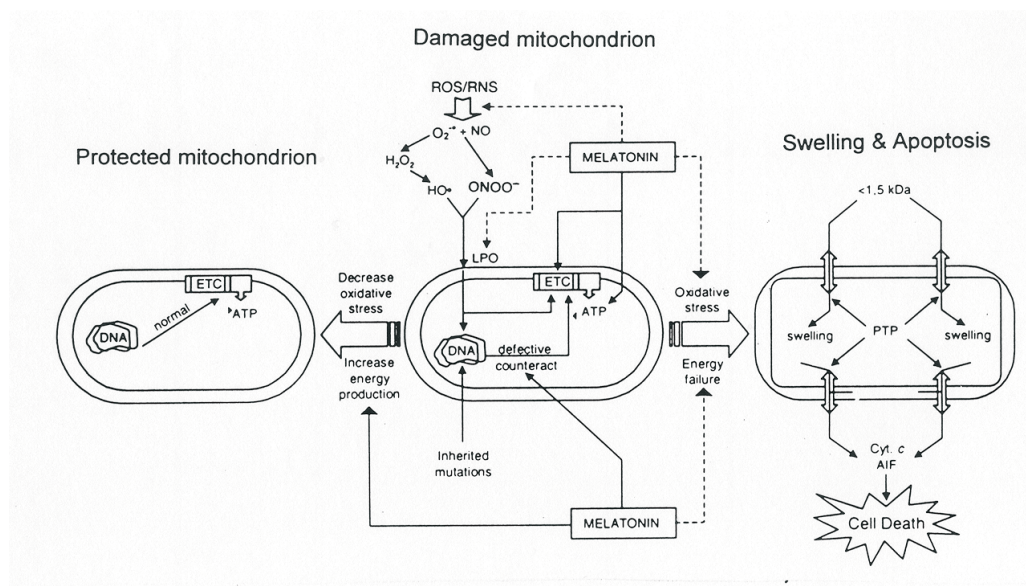 Damaged mitochondrion
ROS/RNS
O₂⁻• + NO
H₂O₂
HO•
ONOO⁻
MELATONIN
LPO
Protected mitochondrion
ETC
ATP
normal
DNA
Decrease
oxidative
stress
Increase
energy
production
ETC
ATP
DNA
defective
counteract
Inherited
mutations
MELATONIN
Oxidative
stress
Energy
failure
Swelling & Apoptosis
<1,5 kDa
swelling
PTP
swelling
Cyt. c
AIF
Cell Death